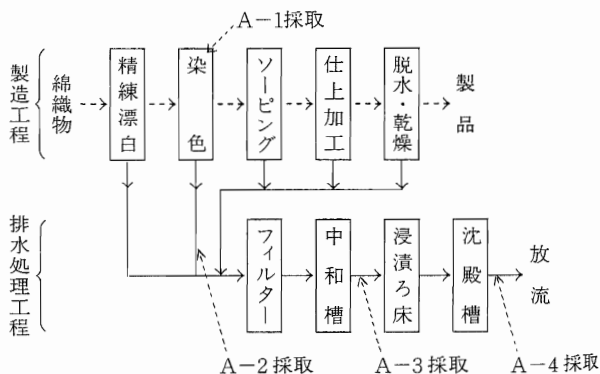 A-1採取
製造工程
綿織物
精練漂白
染色
ソーピング
仕上加工
脱水・乾燥
製品
排水処理工程
フィルター
中和槽
浸漬ろ床
沈殿槽
放流
A-2採取
A-3採取
A-4採取